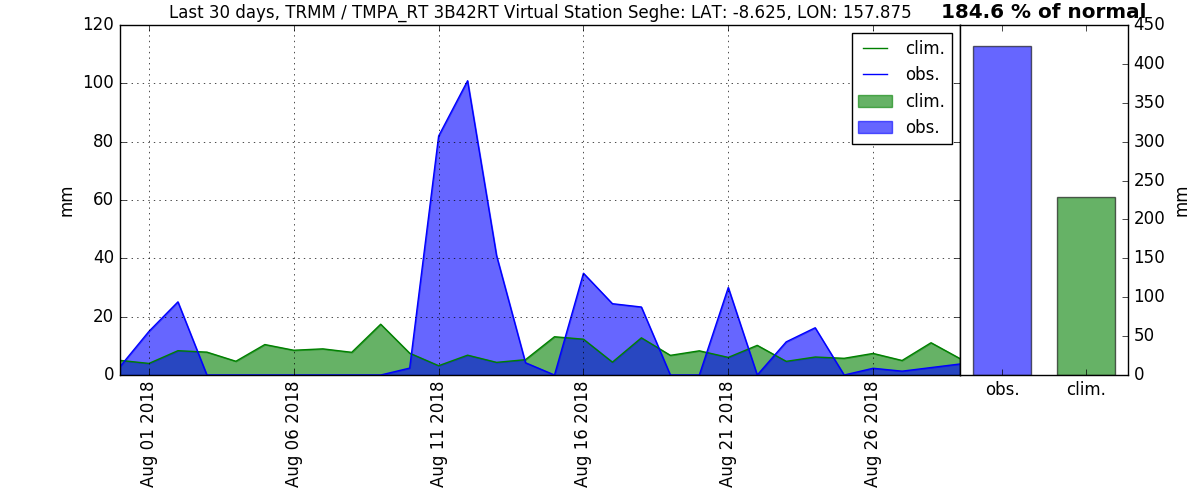 Last 30 days, TRMM / TMPA_RT 3B42RT Virtual Station Seghe: LAT: -8.625, LON: 157.875
184.6 % of normal
120
100
80
60
40
20
0
mm
clim.
obs.
clim.
obs.
Aug 01 2018
Aug 06 2018
Aug 11 2018
Aug 16 2018
Aug 21 2018
Aug 26 2018
450
400
350
300
250
200
150
100
50
0
mm
obs.
clim.